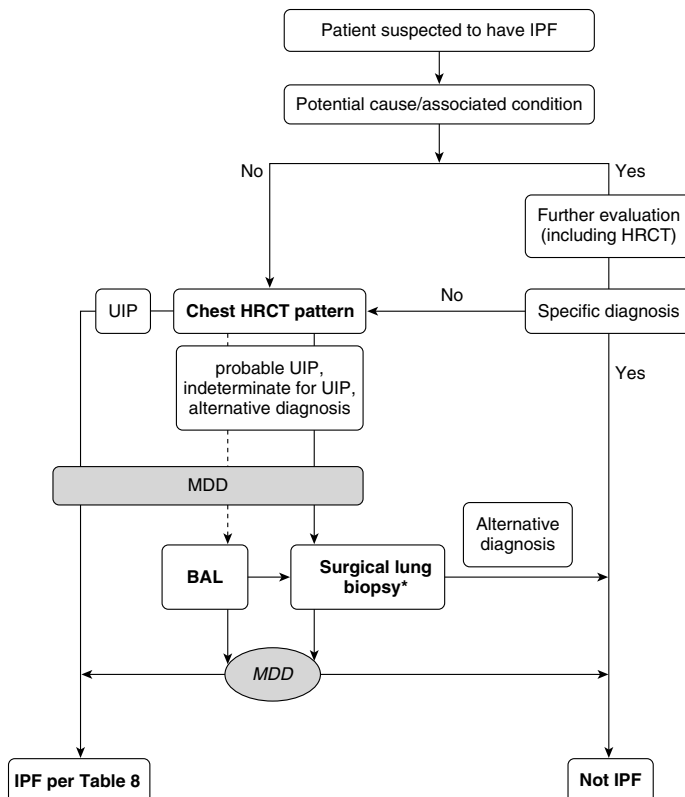 Patient suspected to have IPF
Potential cause/associated condition
No
Yes
Further evaluation
(including HRCT)
UIP
Chest HRCT pattern
No
Specific diagnosis
probable UIP,
indeterminate for UIP,
alternative diagnosis
Yes
MDD
Alternative
diagnosis
BAL
Surgical lung
biopsy*
MDD
IPF per Table 8
Not IPF